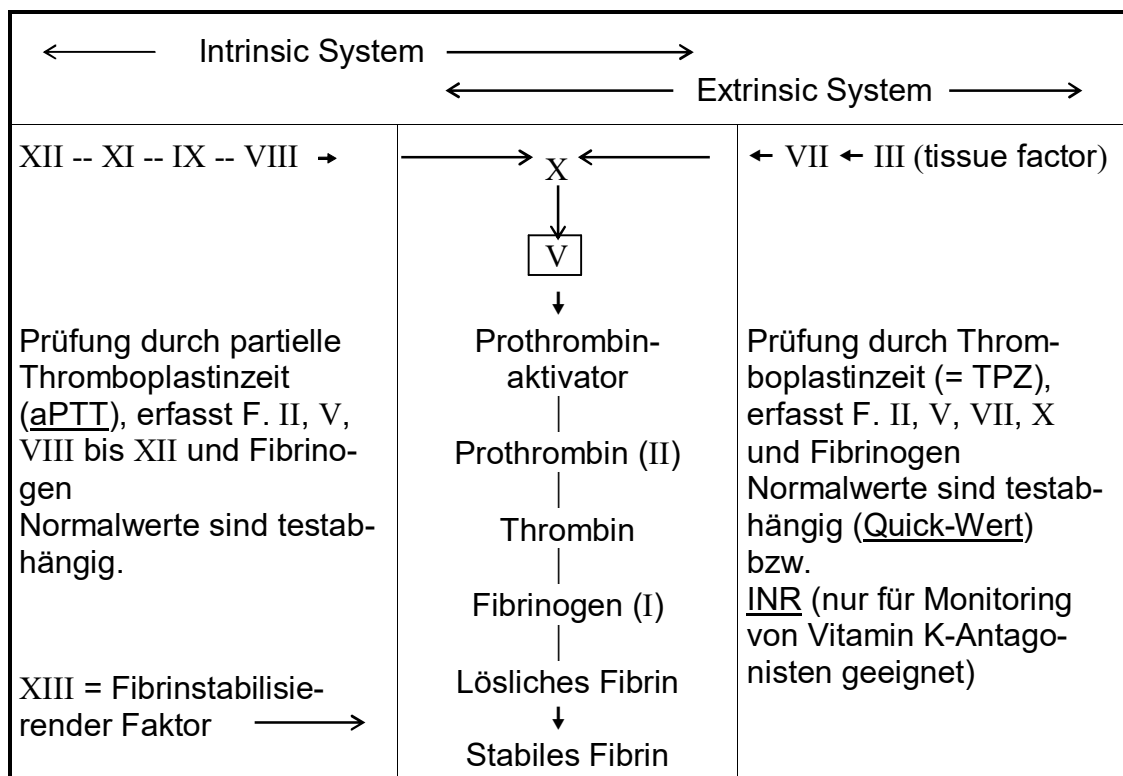 Intrinsic System
Extrinsic System
XII -- XI -- IX -- VIII
X
VII
III (tissue factor)
V
Prüfung durch partielle
Thromboplastinzeit
(aPTT), erfasst F. II, V,
VIII bis XII und Fibrino-
gen
Normalwerte sind testab-
hängig.
XIII = Fibrinstabilisie-
render Faktor
Prothrombin-
aktivator
Prothrombin (II)
Thrombin
Fibrinogen (I)
Lösliches Fibrin
Stabiles Fibrin
Prüfung durch Throm-
boplastinzeit (= TPZ),
erfasst F. II, V, VII, X
und Fibrinogen
Normalwerte sind testab-
hängig (Quick-Wert)
bzw.
INR (nur für Monitoring
von Vitamin K-Antago-
nisten geeignet)